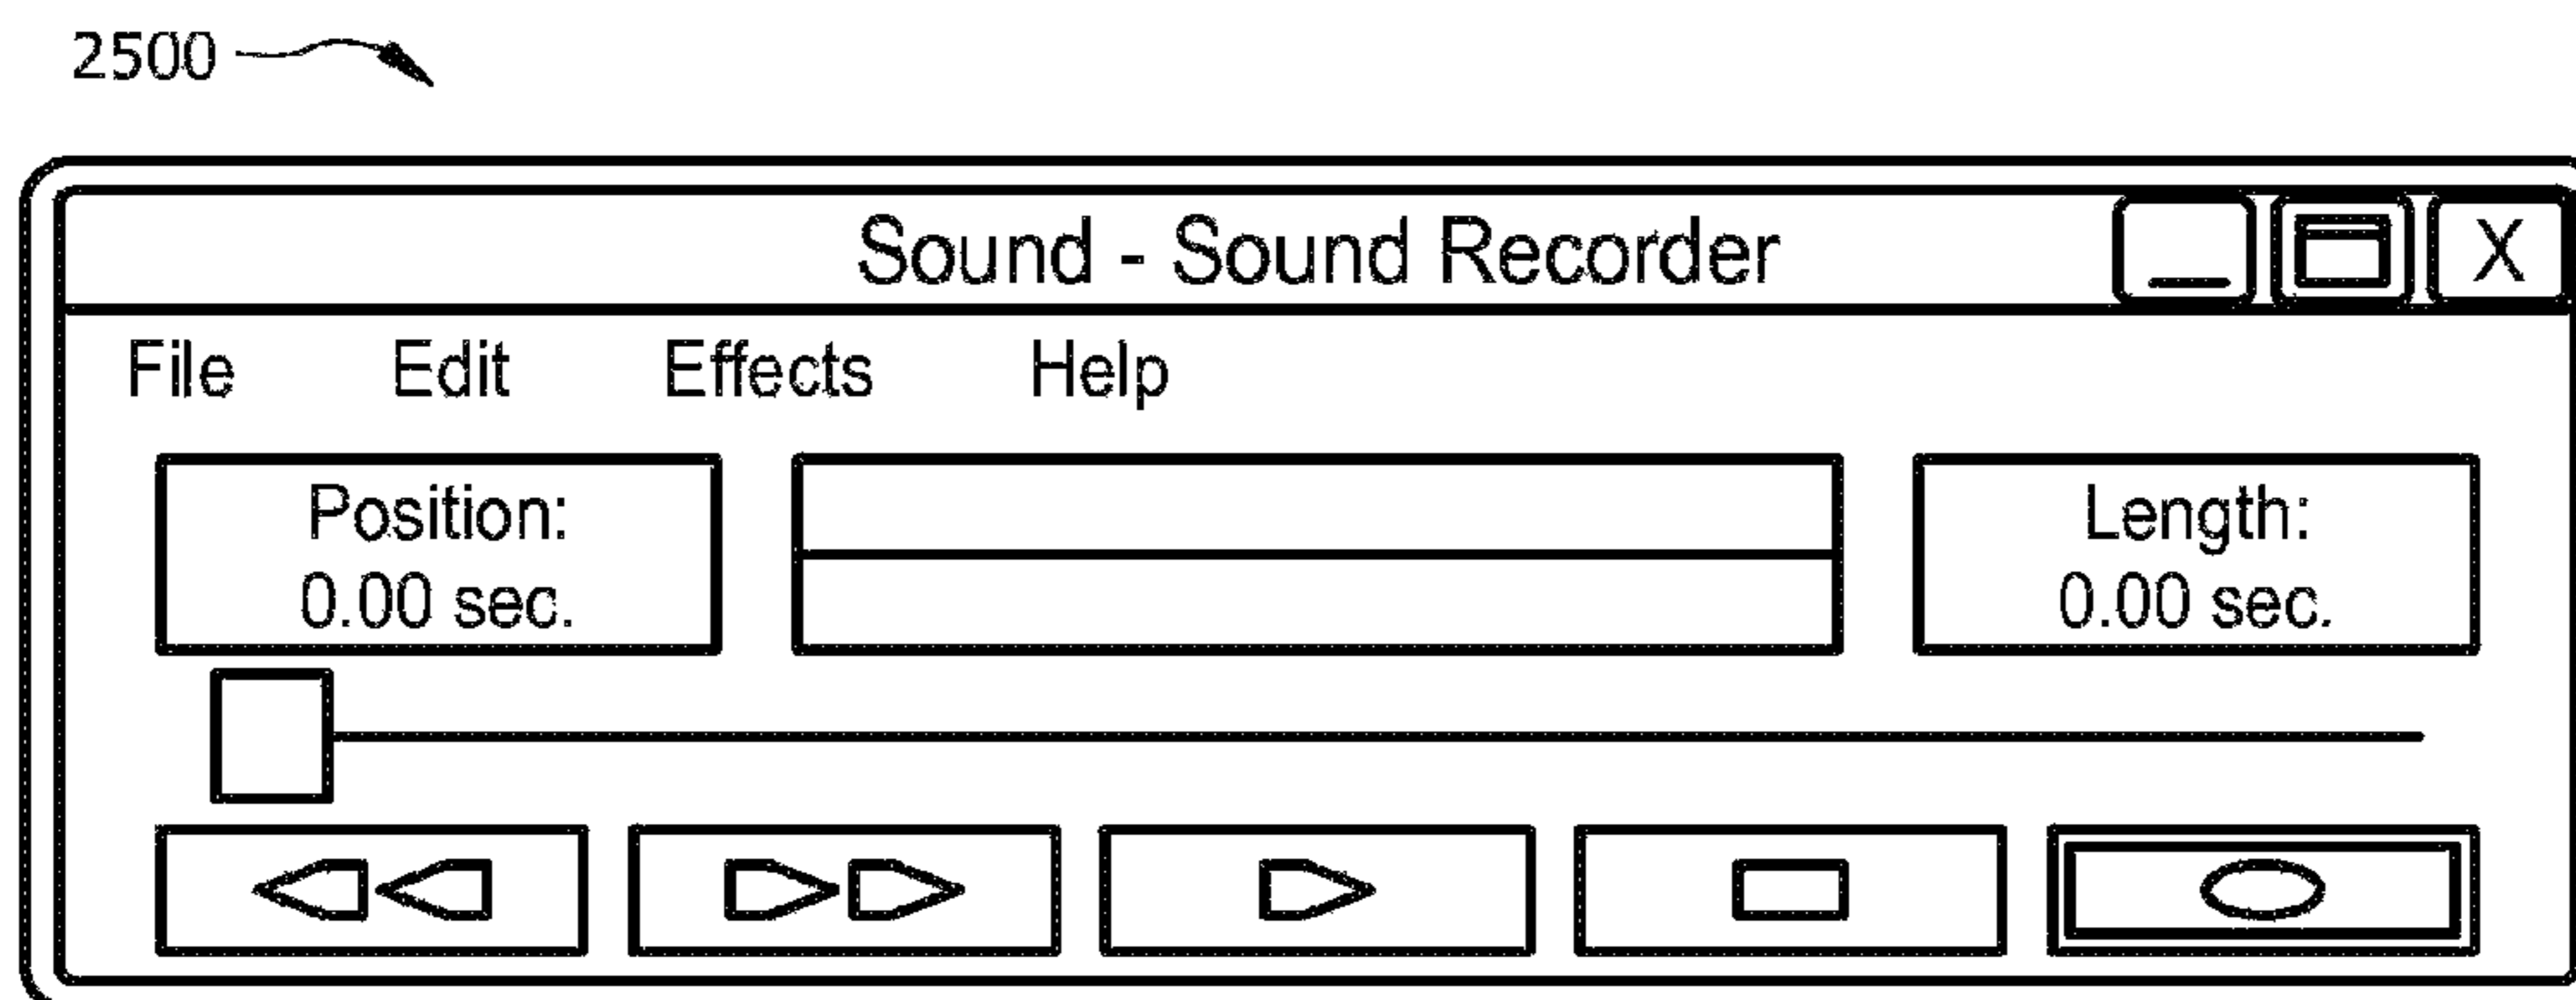 2500
Sound - Sound Recorder X
File Edit Effects Help
Position:
0.00 sec.
Length:
0.00 sec.